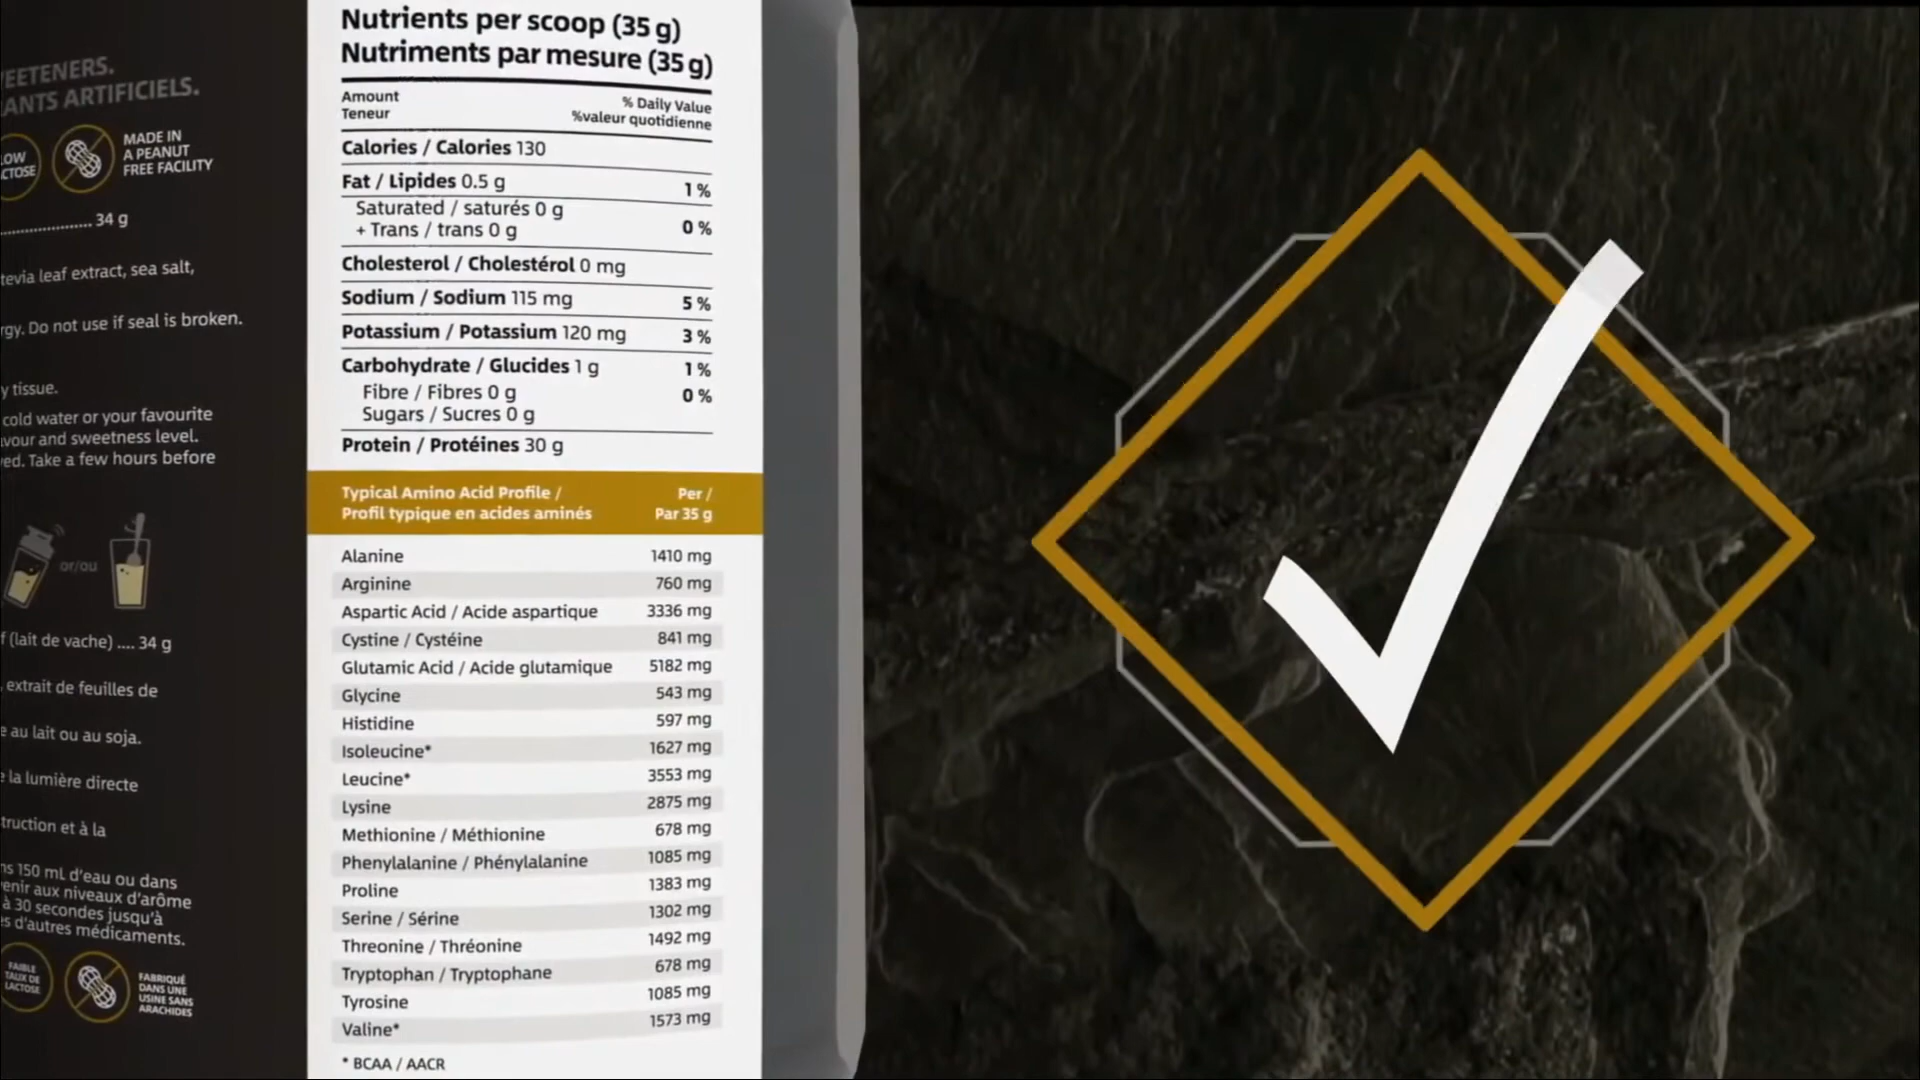 SWEETENERS.
ARTIFICIELS.
MADE IN
A PEANUT
FREE FACILITY
34 g
leaf extract, sea salt,
Do not use if seal is broken.
tissue.
cold water or your favourite
and sweetness level.
Take a few hours before
or/ou
(lait de vache) .... 34 g
extrait de feuilles de
au lait ou au soja.
la lumière directe
et à la
150 mL d'eau ou dans
aux niveaux d'arôme
à 30 secondes jusqu'à
d'autres médicaments.
FAIBLE
TAUX DE
LACTOSE
FABRIQUÉ
DANS UNE
USINE SANS
ARACHIDES
Nutrients per scoop (35 g)
Nutriments par mesure (35 g)
Amount % Daily Value
Teneur %valeur quotidienne
Calories / Calories 130
Fat / Lipides 0.5 g 1 %
Saturated / saturés 0 g
+ Trans / trans 0 g 0 %
Cholesterol / Cholestérol 0 mg
Sodium / Sodium 115 mg 5 %
Potassium / Potassium 120 mg 3 %
Carbohydrate / Glucides 1 g 1 %
Fibre / Fibres 0 g 0 %
Sugars / Sucres 0 g
Protein / Protéines 30 g
Typical Amino Acid Profile / Per /
Profil typique en acides aminés Par 35 g
Alanine 1410 mg
Arginine 760 mg
Aspartic Acid / Acide aspartique 3336 mg
Cystine / Cystéine 841 mg
Glutamic Acid / Acide glutamique 5182 mg
Glycine 543 mg
Histidine 597 mg
Isoleucine* 1627 mg
Leucine* 3553 mg
Lysine 2875 mg
Methionine / Méthionine 678 mg
Phenylalanine / Phénylalanine 1085 mg
Proline 1383 mg
Serine / Sérine 1302 mg
Threonine / Thréonine 1492 mg
Tryptophan / Tryptophane 678 mg
Tyrosine 1085 mg
Valine* 1573 mg
* BCAA / AACR